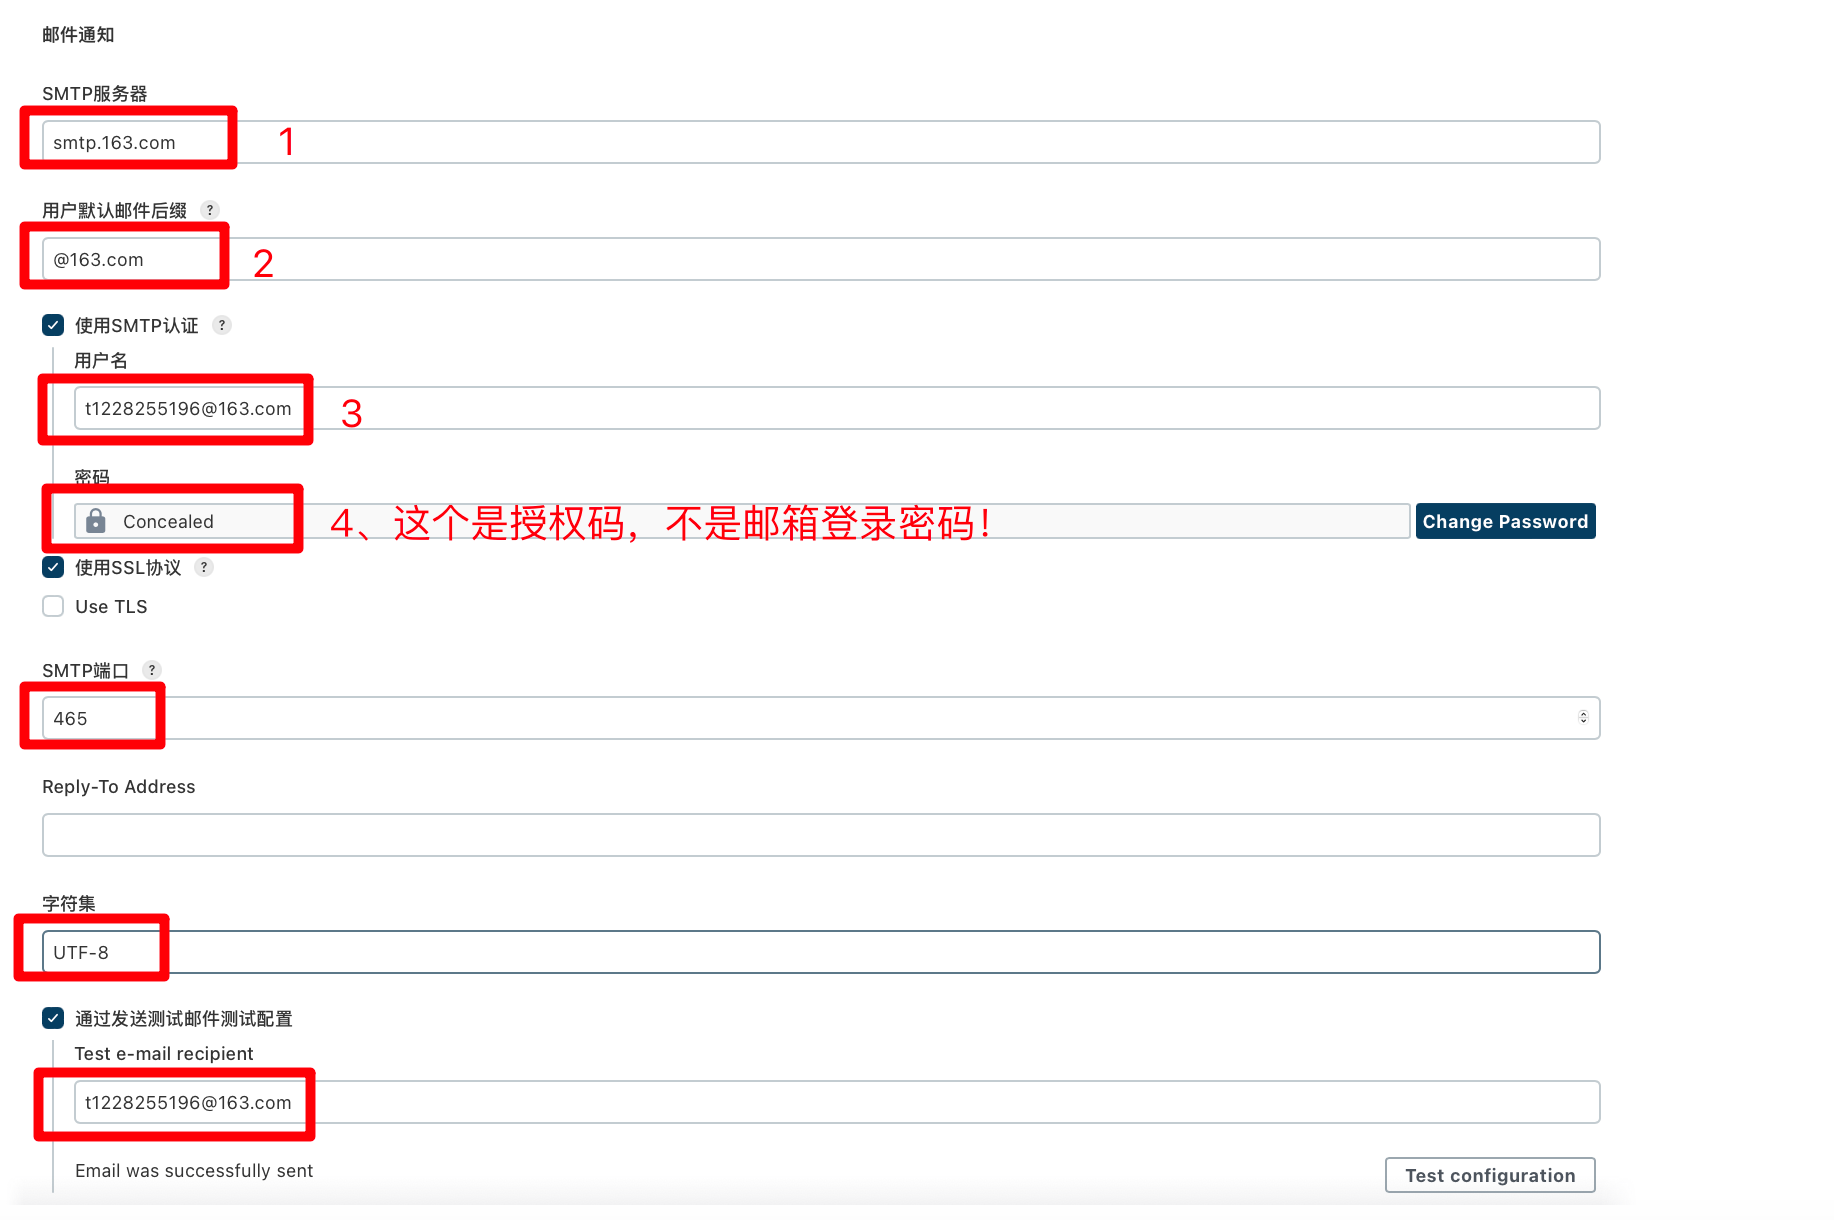 邮件通知
SMTP服务器
smtp.163.com 1
用户默认邮件后缀 ?
@163.com 2
使用SMTP认证 ?
用户名
t1228255196@163.com 3
密码
Concealed 4、这个是授权码，不是邮箱登录密码！ Change Password
使用SSL协议 ?
Use TLS
SMTP端口 ?
465
Reply-To Address
字符集
UTF-8
通过发送测试邮件测试配置
Test e-mail recipient
t1228255196@163.com
Email was successfully sent
Test configuration